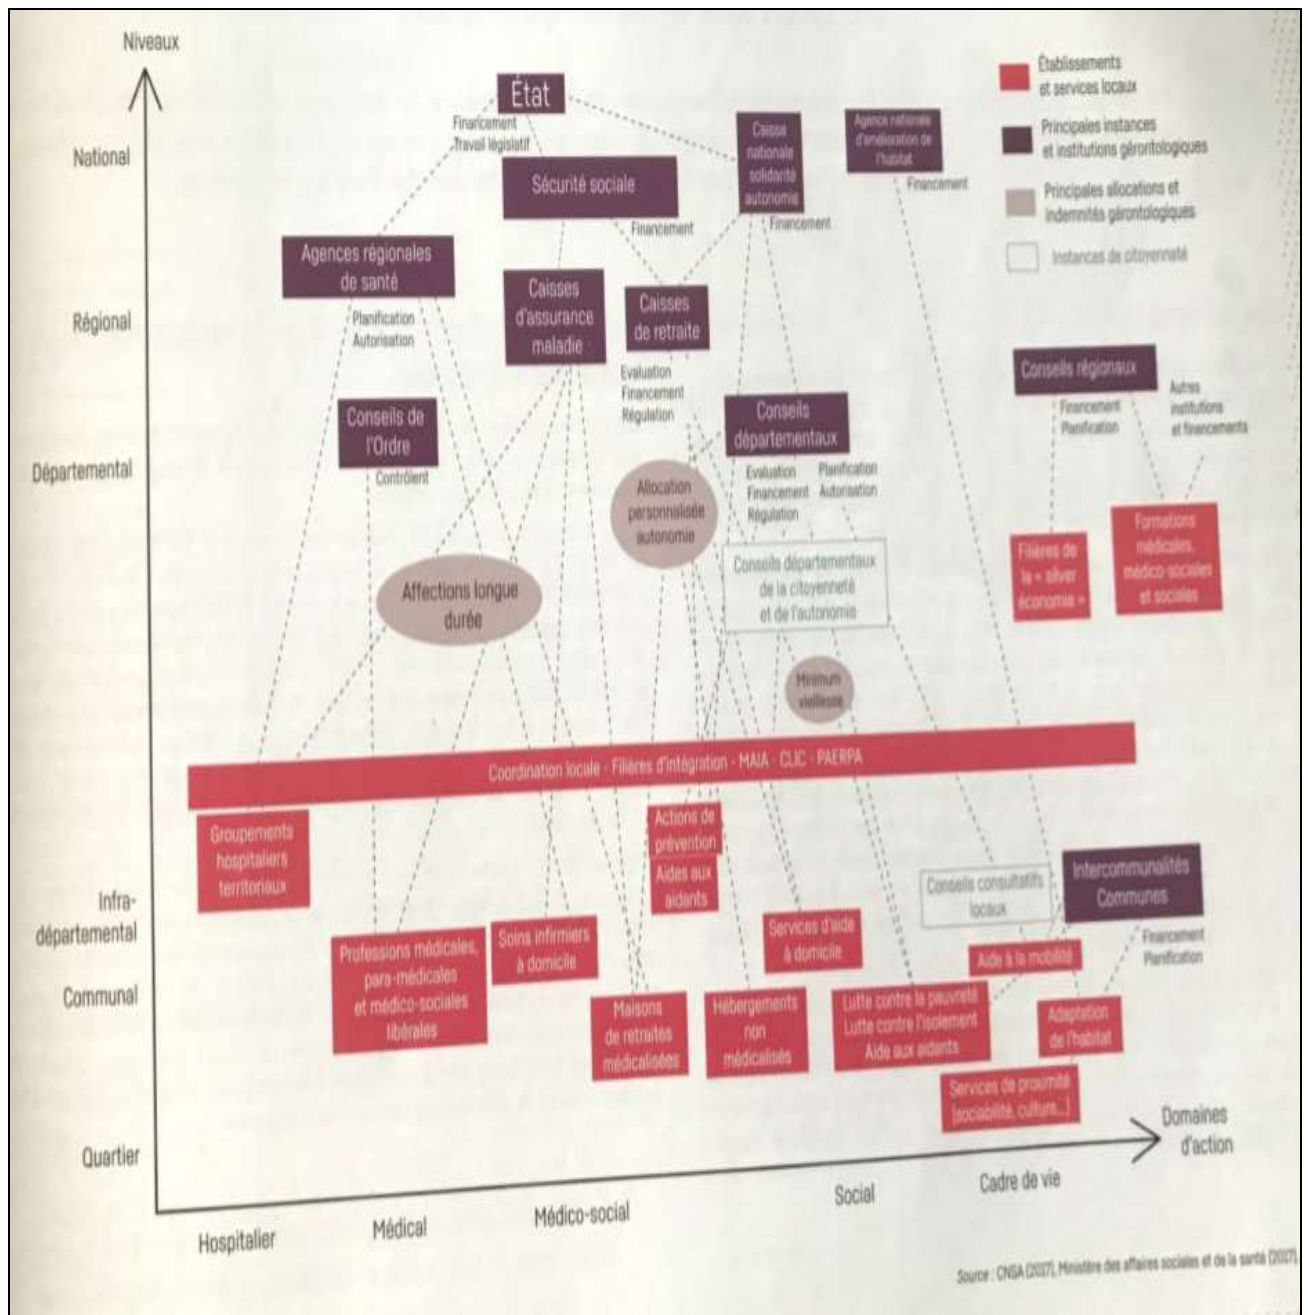 Niveaux
État
Financement
Travail législatif
Sécurité sociale
Financement
Caisse
nationale
solidarité
autonomie
Financement
Agence nationale
d'amélioration de
l'habitat
Financement
Établissements
et services locaux
Principales instances
et institutions gérontologiques
Principales allocations et
indemnités gérontologiques
Instances de citoyenneté
National
Agences régionales
de santé
Planification
Autorisation
Caisses
d'assurance
maladie
Caisses
de retraite
Evaluation
Financement
Régulation
Régional
Conseils régionaux
Financement
Planification
Autres
institutions
et financements
Conseils de
l'Ordre
Contrôlent
Conseils
départementaux
Evaluation
Financement
Régulation
Planification
Autorisation
Départemental
Allocation
personnalisée
autonomie
Affections longue
durée
Conseils départementaux
de la citoyenneté
et de l'autonomie
Filières de
la « silver
économie »
Formations
médicales,
médico-sociales
et sociales
Minimum
vieillesse
Coordination locale - Filières d'intégration - MAIA - CLIC - PAERPA
Groupements
hospitaliers
territoriaux
Actions de
prévention
Aides aux
aidants
Conseils consultatifs
locaux
Intercommunalités
Communes
Financement
Planification
Infra-
départemental
Professions médicales,
para-médicales
et médico-sociales
libérales
Soins infirmiers
à domicile
Services d'aide
à domicile
Aide à la mobilité
Communal
Maisons
de retraites
médicalisées
Hébergements
non
médicalisés
Lutte contre la pauvreté
Lutte contre l'isolement
Aide aux aidants
Adaptation
de l'habitat
Services de proximité
(sociabilité, culture...)
Quartier
Domaines
d'action
Hospitalier
Médical
Médico-social
Social
Cadre de vie
Source : CNSA (2017), Ministère des affaires sociales et de la santé (2017).